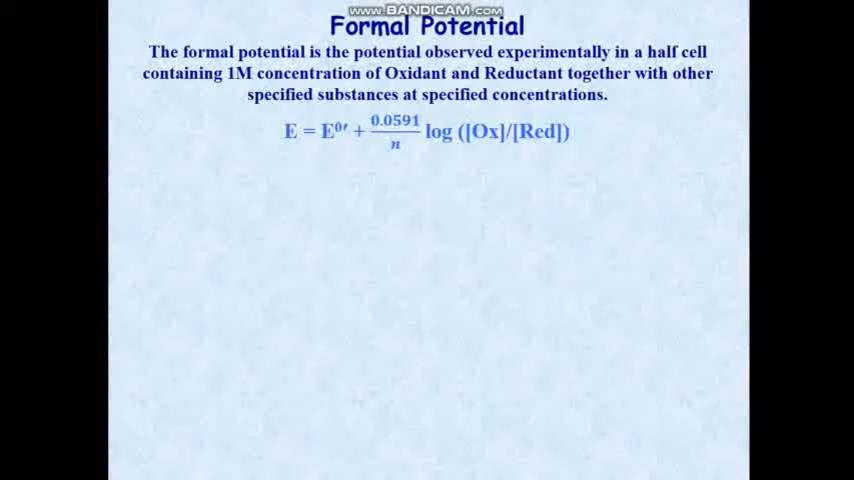 www.BANDICAM.com
Formal Potential
The formal potential is the potential observed experimentally in a half cell
containing 1M concentration of Oxidant and Reductant together with other
specified substances at specified concentrations.
E = E⁰′ + 0.0591/n log ([Ox]/[Red])